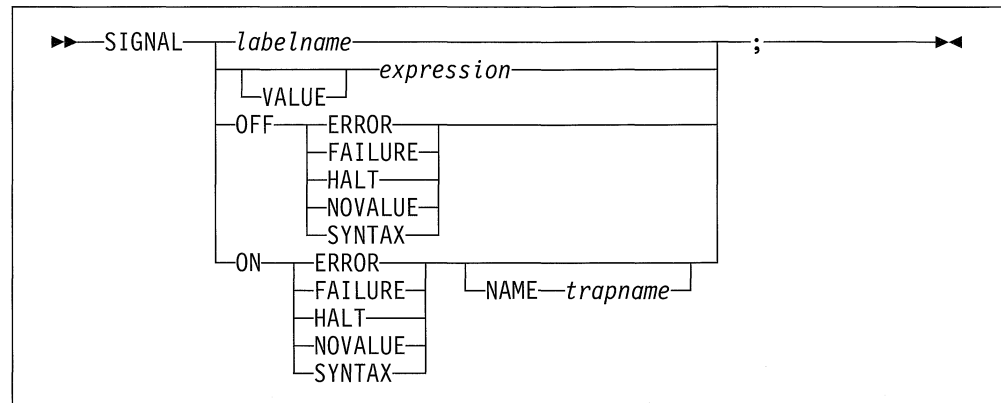 SIGNAL labelname ;
expression
VALUE
OFF ERROR
FAILURE
HALT
NOVALUE
SYNTAX
ON ERROR
FAILURE NAME trapname
HALT
NOVALUE
SYNTAX